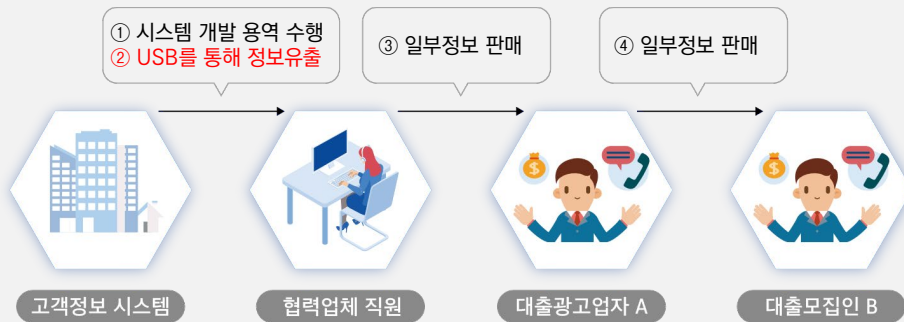 ① 시스템 개발 용역 수행
② USB를 통해 정보유출
③ 일부정보 판매
④ 일부정보 판매
고객정보 시스템
협력업체 직원
대출광고업자 A
대출모집인 B